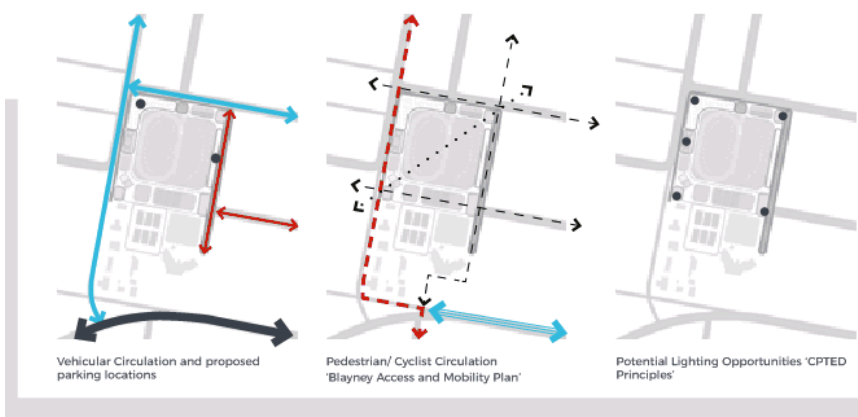 Vehicular Circulation and proposed
parking locations
Pedestrian/ Cyclist Circulation
'Blayney Access and Mobility Plan'
Potential Lighting Opportunities 'CPTED
Principles'